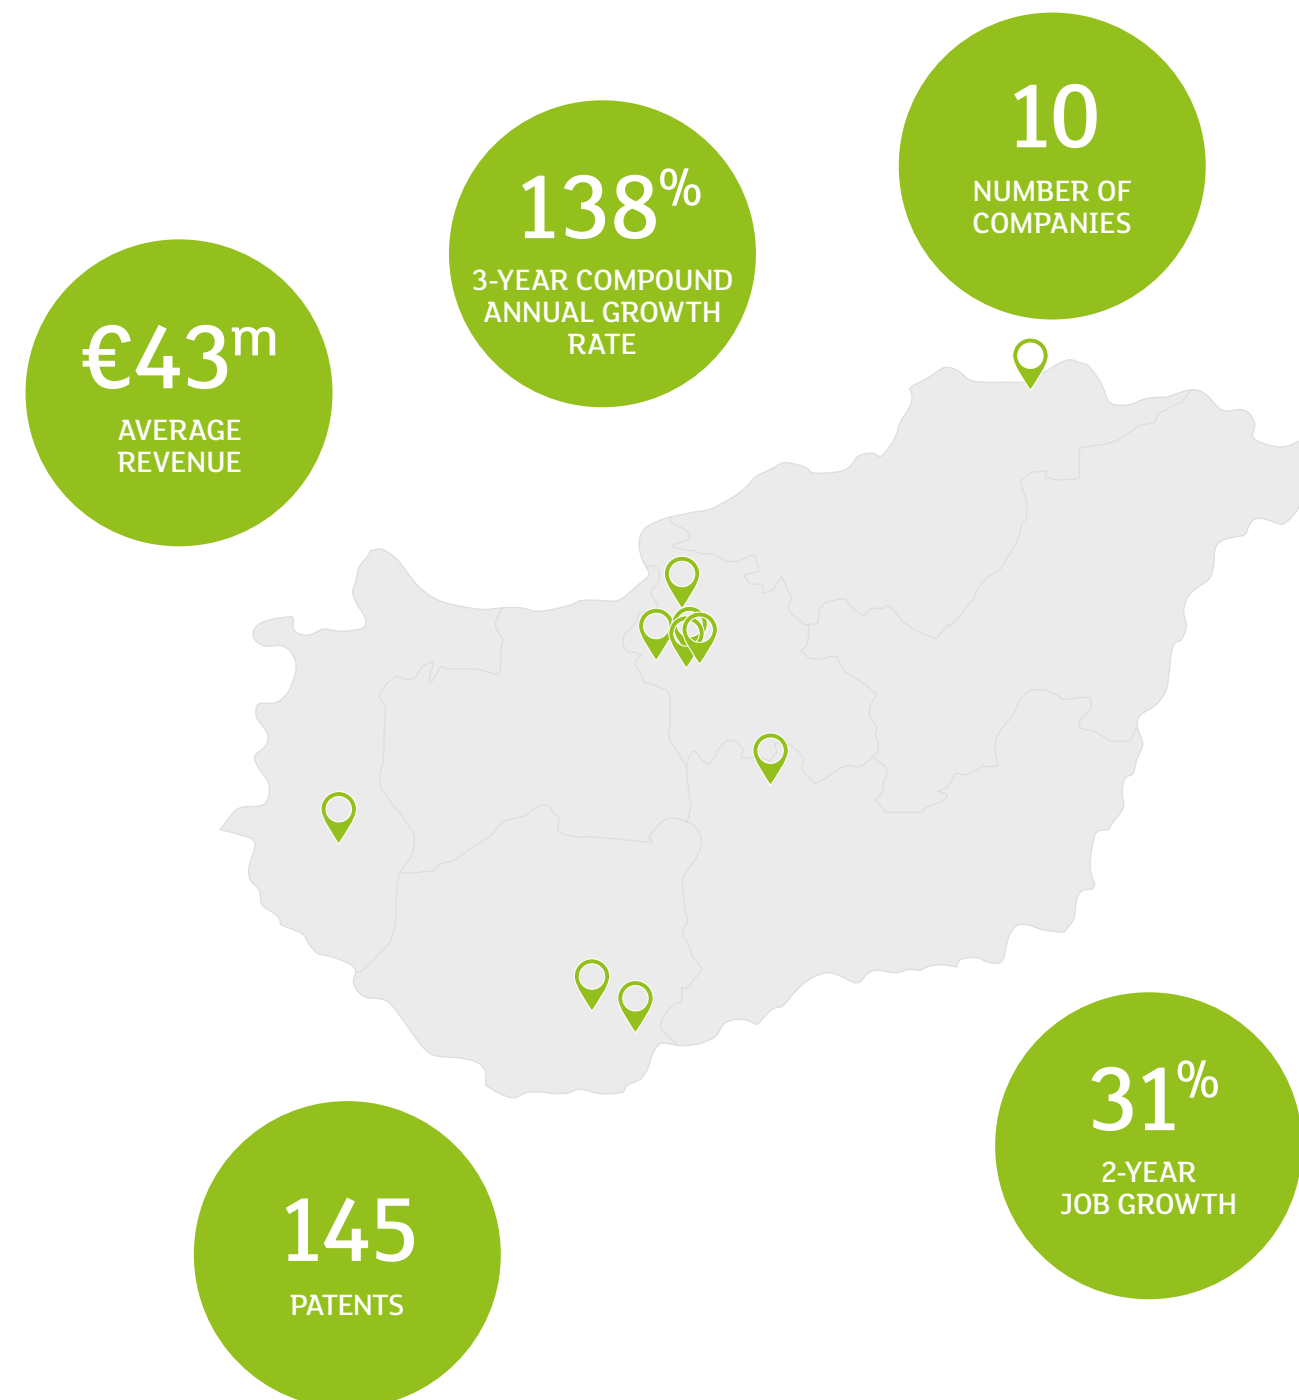 10
NUMBER OF
COMPANIES
138%
3-YEAR COMPOUND
ANNUAL GROWTH
RATE
€43m
AVERAGE
REVENUE
31%
2-YEAR
JOB GROWTH
145
PATENTS